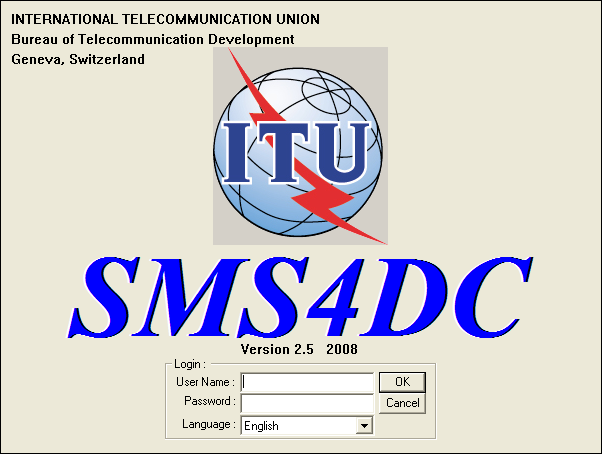 INTERNATIONAL TELECOMMUNICATION UNION
Bureau of Telecommunication Development
Geneva, Switzerland
ITU
SMS4DC
Version 2.5 2008
Login :
User Name : OK
Password : Cancel
Language : English